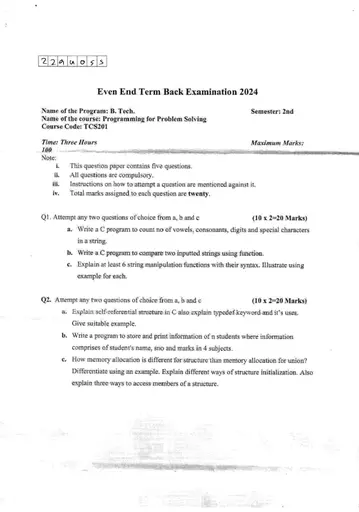 2214055
Even End Term Back Examination 2024
Name of the Program: B. Tech. Semester: 2nd
Name of the course: Programming for Problem Solving
Course Code: TCS201
Time: Three Hours Maximum Marks:
100
Note:
i. This question paper contains five questions.
ii. All questions are compulsory.
iii. Instructions on how to attempt a question are mentioned against it.
iv. Total marks assigned to each question are twenty.
Q1. Attempt any two questions of choice from a, b and c (10 x 2=20 Marks)
a. Write a C program to count no of vowels, consonants, digits and special characters
in a string.
b. Write a C program to compare two inputted strings using function.
c. Explain at least 6 string manipulation functions with their syntax. Illustrate using
example for each.
Q2. Attempt any two questions of choice from a, b and c (10 x 2=20 Marks)
a. Explain self-referential structure in C also explain typedef keyword and it's uses.
Give suitable example.
b. Write a program to store and print information of n students where information
comprises of student's name, sno and marks in 4 subjects.
c. How memory allocation is different for structure than memory allocation for union?
Differentiate using an example. Explain different ways of structure initialization. Also
explain three ways to access members of a structure.